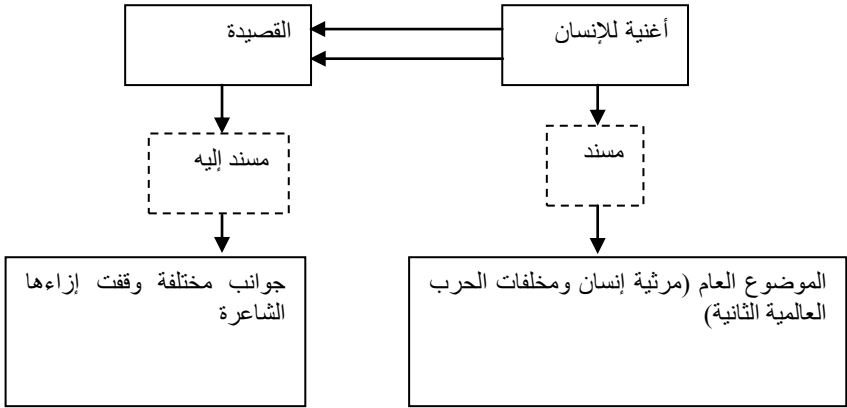 أغنية للإنسان
القصيدة
مسند
مسند إليه
الموضوع العام (مرثية إنسان ومخلفات الحرب
العالمية الثانية)
جوانب مختلفة وقفت إزاءها
الشاعرة